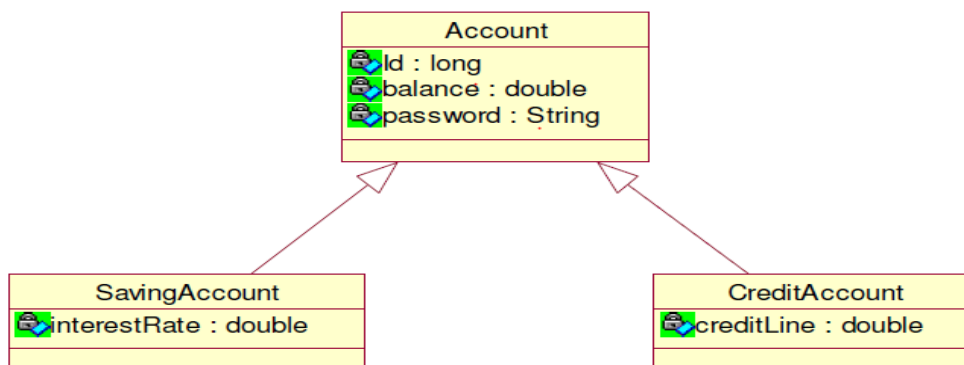 Account
Id : long
balance : double
password : String
SavingAccount
interestRate : double
CreditAccount
creditLine : double